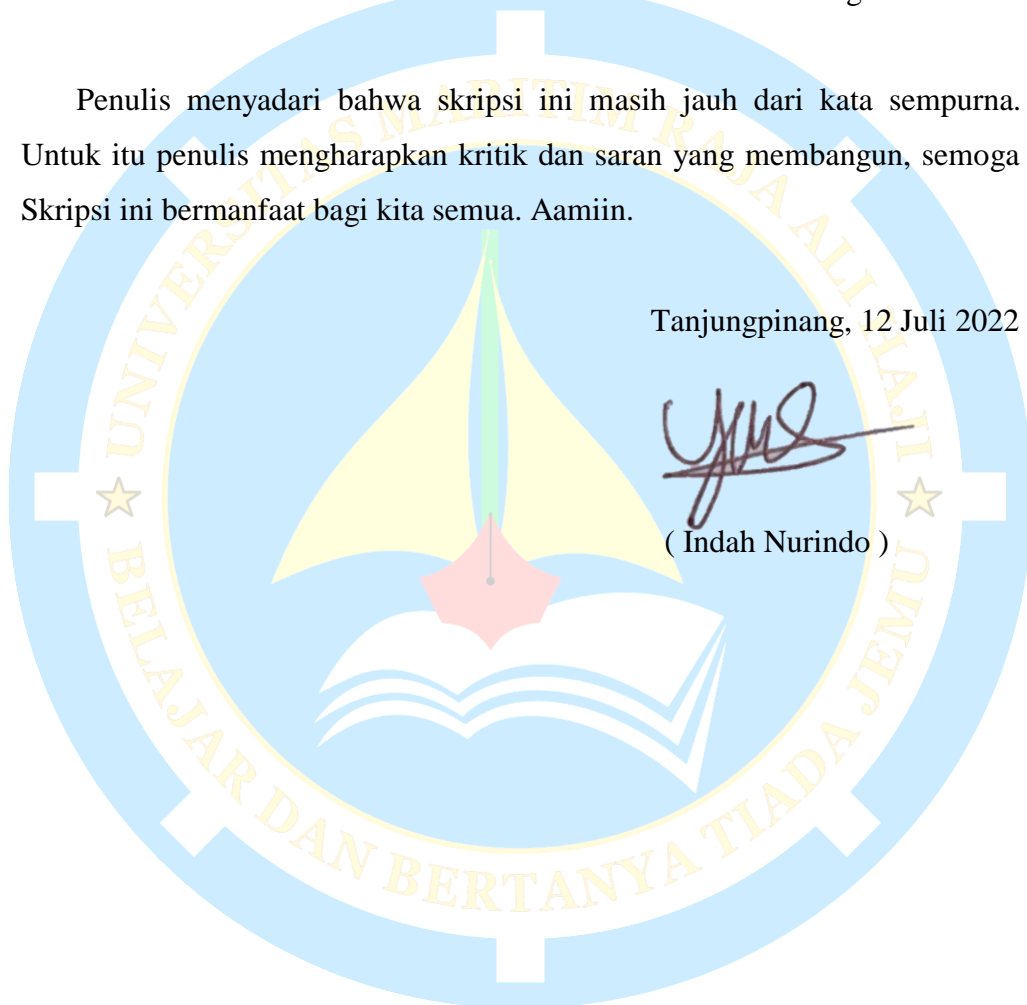 Penulis menyadari bahwa skripsi ini masih jauh dari kata sempurna.
Untuk itu penulis mengharapkan kritik dan saran yang membangun, semoga
Skripsi ini bermanfaat bagi kita semua. Aamiin.
UNIVERSITAS MARITIM RAJA ALI HAJI
Tanjungpinang, 12 Juli 2022
( Indah Nurindo )
BELAJAR DAN BERTANYA TIADA JEMU